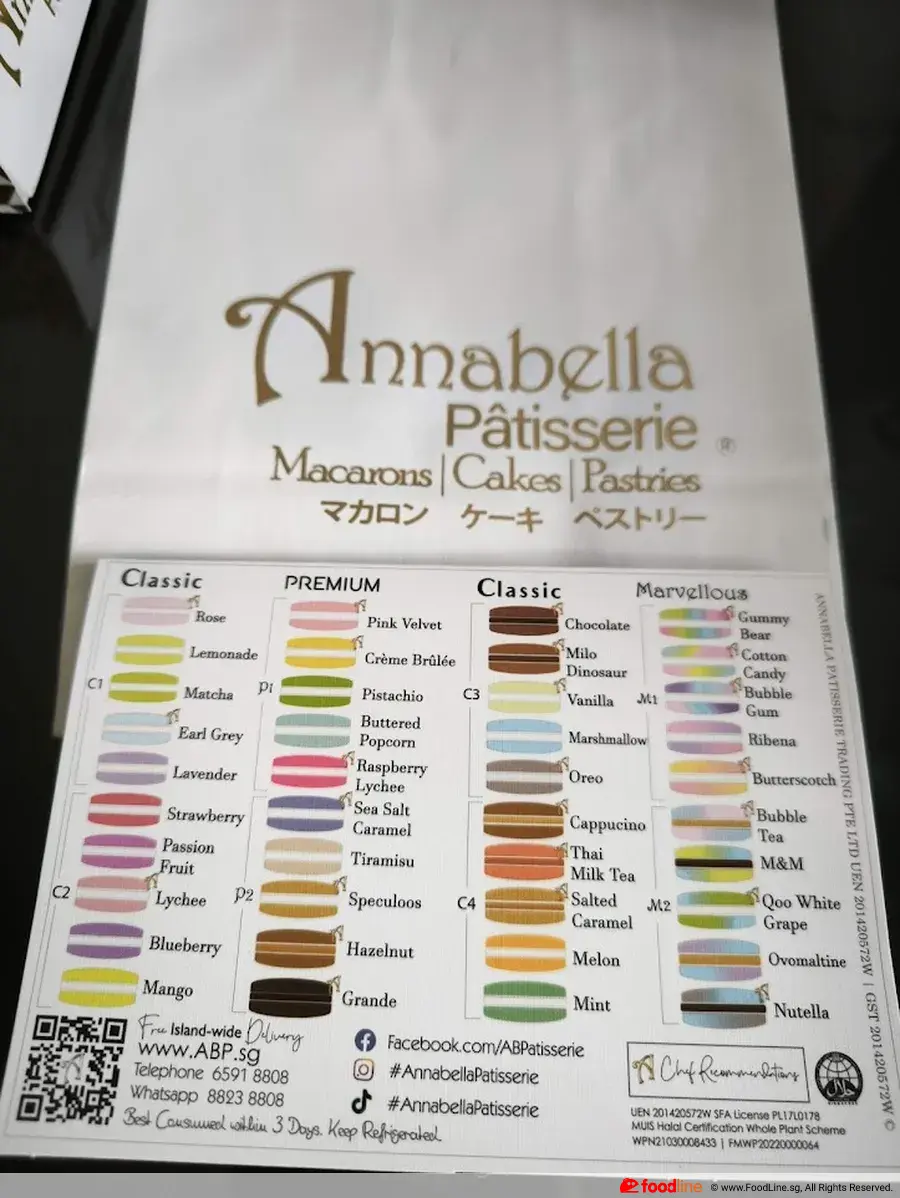 Annabella
Pâtisserie ®
Macarons | Cakes | Pastries
マカロン ケーキ ペストリー
Classic
C1
Rose
Lemonade
Matcha
Earl Grey
Lavender
C2
Strawberry
Passion
Fruit
Lychee
Blueberry
Mango
PREMIUM
P1
Pink Velvet
Crème Brûlée
Pistachio
Buttered
Popcorn
Raspberry
Lychee
P2
Sea Salt
Caramel
Tiramisu
Speculoos
Hazelnut
Grande
Classic
C3
Chocolate
Milo
Dinosaur
Vanilla
Marshmallow
Oreo
C4
Cappucino
Thai
Milk Tea
Salted
Caramel
Melon
Mint
Marvellous
M1
Gummy
Bear
Cotton
Candy
Bubble
Gum
Ribena
Butterscotch
M2
Bubble
Tea
M&M
Qoo White
Grape
Ovomaltine
Nutella
ANNABELLA PATISSERIE TRADING PTE LTD UEN 201420572W | GST 201420572W ©
Free Island-wide Delivery
www.ABP.sg
Telephone 6591 8808
Whatsapp 8823 8808
Best Consumed within 3 Days. Keep Refrigerated
Facebook.com/ABPatisserie
#AnnabellaPatisserie
#AnnabellaPatisserie
Chef Recommendations
UEN 201420572W SFA License PL17L0178
MUIS Halal Certification Whole Plant Scheme
WPN21030008433 | FMWP20220000064
foodline © www.FoodLine.sg, All Rights Reserved.